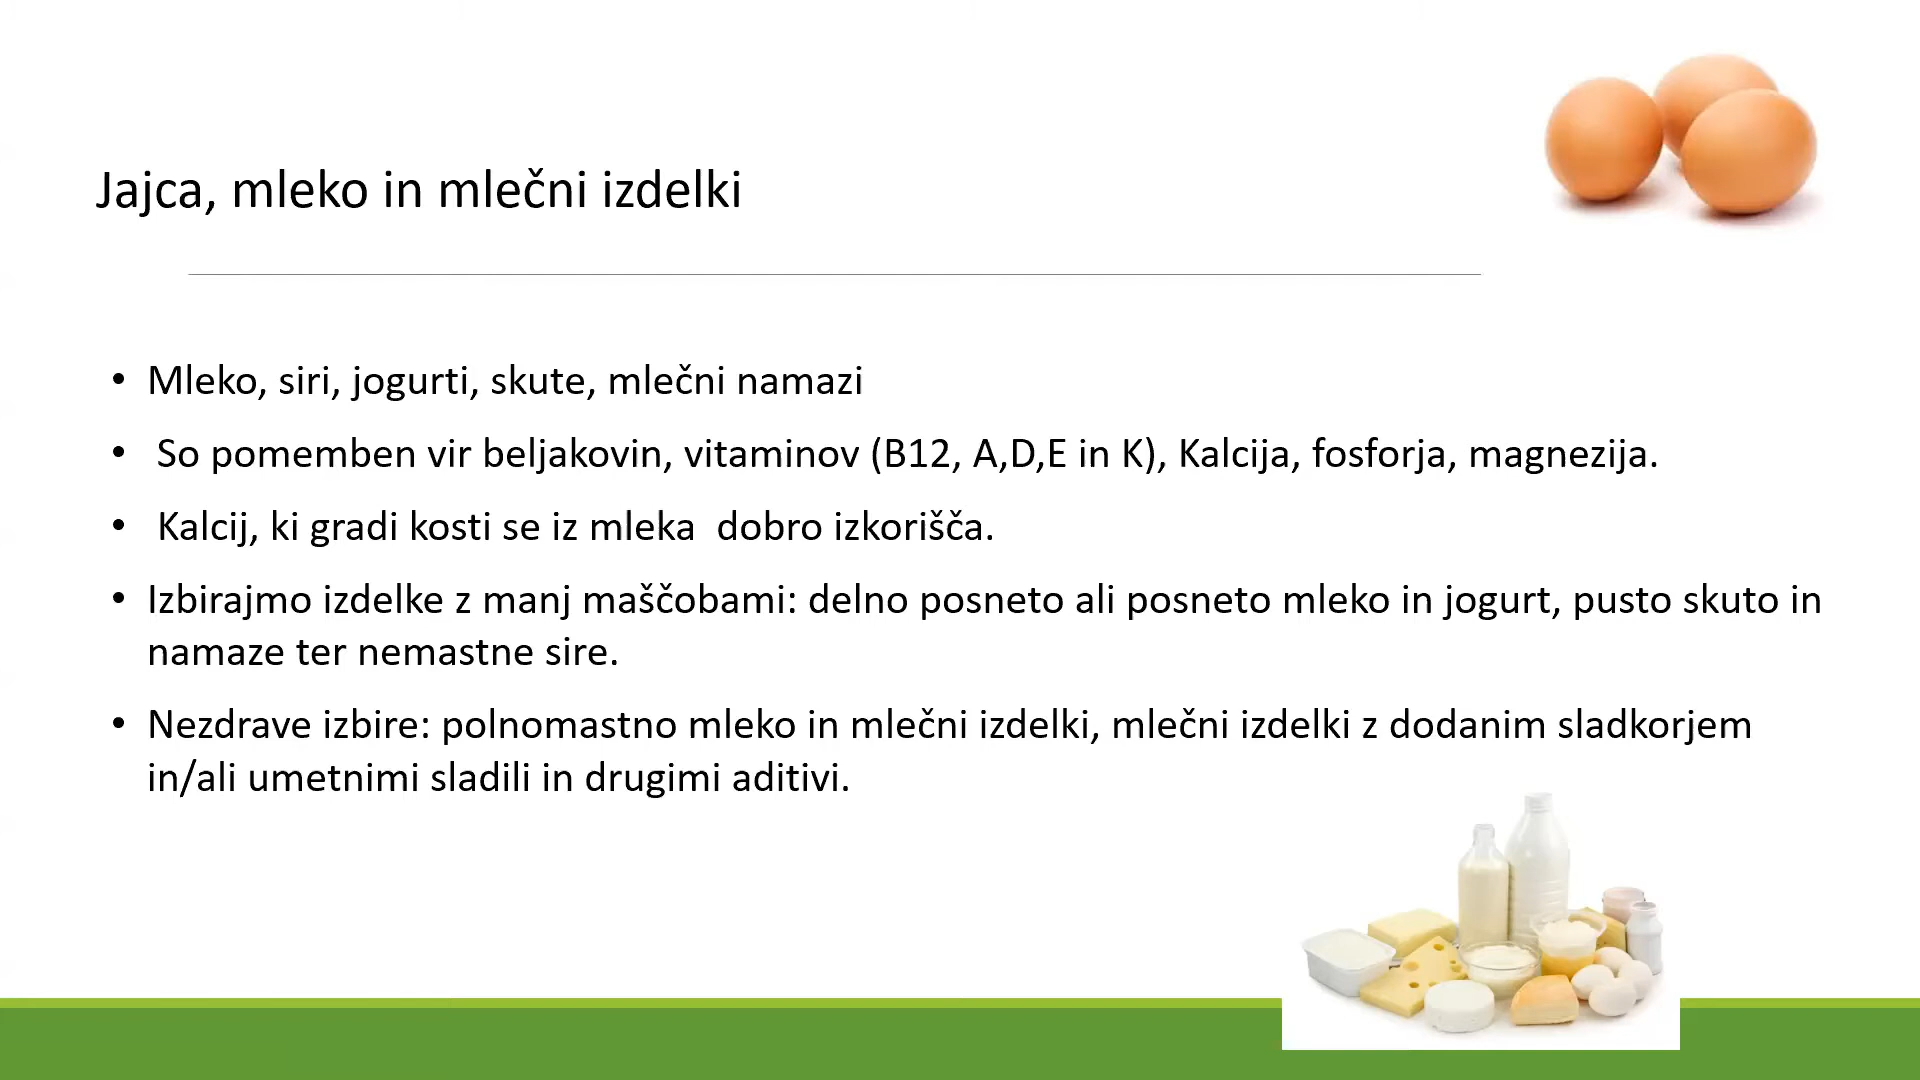 Jajca, mleko in mlečni izdelki
• Mleko, siri, jogurti, skute, mlečni namazi
• So pomemben vir beljakovin, vitaminov (B12, A,D,E in K), Kalcija, fosforja, magnezija.
• Kalcij, ki gradi kosti se iz mleka  dobro izkorišča.
• Izbirajmo izdelke z manj maščobami: delno posneto ali posneto mleko in jogurt, pusto skuto in
namaze ter nemastne sire.
• Nezdrave izbire: polnomastno mleko in mlečni izdelki, mlečni izdelki z dodanim sladkorjem
in/ali umetnimi sladili in drugimi aditivi.